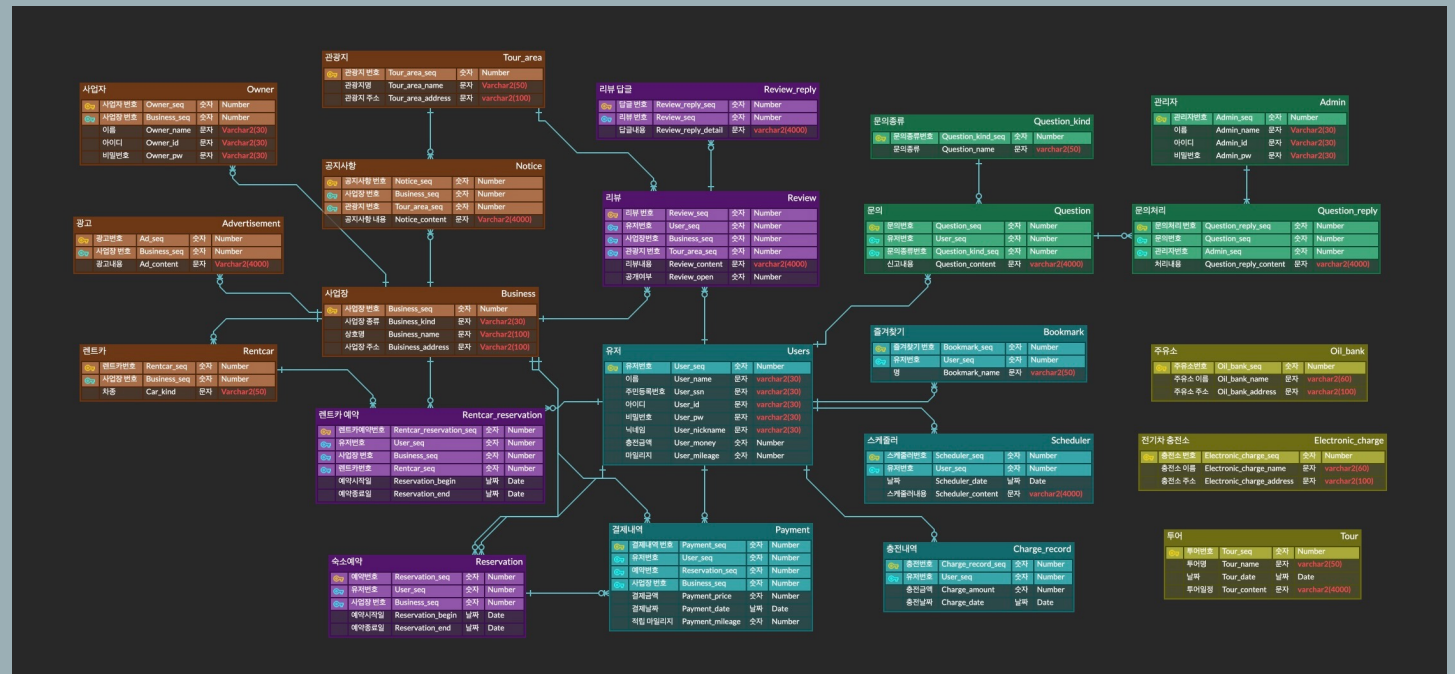 관광지 Tour_area
관광지 번호 Tour_area_seq 숫자 Number
관광지명 Tour_area_name 문자 Varchar2(50)
관광지 주소 Tour_area_address 문자 varchar2(100)
사업자 Owner
사업자 번호 Owner_seq 숫자 Number
사업장 번호 Business_seq 숫자 Number
이름 Owner_name 문자 Varchar2(30)
아이디 Owner_id 문자 Varchar2(30)
비밀번호 Owner_pw 문자 Varchar2(30)
리뷰 답글 Review_reply
답글 번호 Review_reply_seq 숫자 Number
리뷰 번호 Review_seq 숫자 Number
답글내용 Review_reply_detail 문자 varchar2(4000)
문의종류 Question_kind
문의종류번호 Question_kind_seq 숫자 Number
문의종류 Question_name 문자 varchar2(50)
관리자 Admin
관리자번호 Admin_seq 숫자 Number
이름 Admin_name 문자 Varchar2(30)
아이디 Admin_id 문자 Varchar2(30)
비밀번호 Admin_pw 문자 Varchar2(30)
공지사항 Notice
공지사항 번호 Notice_seq 숫자 Number
사업장 번호 Business_seq 숫자 Number
관광지 번호 Tour_area_seq 숫자 Number
공지사항 내용 Notice_content 문자 Varchar2(4000)
광고 Advertisement
광고번호 Ad_seq 숫자 Number
사업장 번호 Business_seq 숫자 Number
광고내용 Ad_content 문자 Varchar2(4000)
리뷰 Review
리뷰 번호 Review_seq 숫자 Number
유저번호 User_seq 숫자 Number
사업장번호 Business_seq 숫자 Number
관광지 번호 Tour_area_seq 숫자 Number
리뷰내용 Review_content 문자 varchar2(4000)
공개여부 Review_open 숫자 Number
문의 Question
문의번호 Question_seq 숫자 Number
유저번호 User_seq 숫자 Number
문의종류번호 Question_kind_seq 숫자 Number
신고내용 Question_content 문자 varchar2(4000)
문의처리 Question_reply
문의처리 번호 Question_reply_seq 숫자 Number
문의번호 Question_seq 숫자 Number
관리자번호 Admin_seq 숫자 Number
처리내용 Question_reply_content 문자 varchar2(4000)
사업장 Business
사업장 번호 Business_seq 숫자 Number
사업장 종류 Business_kind 문자 Varchar2(30)
상호명 Business_name 문자 Varchar2(100)
사업장 주소 Buisiness_address 문자 Varchar2(100)
렌트카 Rentcar
렌트카번호 Rentcar_seq 숫자 Number
사업장 번호 Business_seq 숫자 Number
차종 Car_kind 문자 Varchar2(50)
유저 Users
유저번호 User_seq 숫자 Number
이름 User_name 문자 varchar2(30)
주민등록번호 User_ssn 문자 varchar2(30)
아이디 User_id 문자 varchar2(30)
비밀번호 User_pw 문자 varchar2(30)
닉네임 User_nickname 문자 varchar2(30)
충전금액 User_money 숫자 Number
마일리지 User_mileage 숫자 Number
즐겨찾기 Bookmark
즐겨찾기 번호 Bookmark_seq 숫자 Number
유저번호 User_seq 숫자 Number
명 Bookmark_name 문자 varchar2(50)
주유소 Oil_bank
주유소번호 Oil_bank_seq 숫자 Number
주유소 이름 Oil_bank_name 문자 varchar2(60)
주유소 주소 Oil_bank_address 문자 varchar2(100)
렌트카 예약 Rentcar_reservation
렌트카예약번호 Rentcar_reservation_seq 숫자 Number
유저번호 User_seq 숫자 Number
사업장 번호 Business_seq 숫자 Number
렌트카번호 Rentcar_seq 숫자 Number
예약시작일 Reservation_begin 날짜 Date
예약종료일 Reservation_end 날짜 Date
스케줄러 Scheduler
스케줄러번호 Scheduler_seq 숫자 Number
유저번호 User_seq 숫자 Number
날짜 Scheduler_date 날짜 Date
스케줄러내용 Scheduler_content 문자 varchar2(4000)
전기차 충전소 Electronic_charge
충전소 번호 Electronic_charge_seq 숫자 Number
충전소 이름 Electronic_charge_name 문자 varchar2(60)
충전소 주소 Electronic_charge_address 문자 varchar2(100)
결제내역 Payment
결제내역 번호 Payment_seq 숫자 Number
유저번호 User_seq 숫자 Number
예약번호 Reservation_seq 숫자 Number
사업장 번호 Business_seq 숫자 Number
결제금액 Payment_price 숫자 Number
결제날짜 Payment_date 날짜 Date
적립 마일리지 Payment_mileage 숫자 Number
숙소예약 Reservation
예약번호 Reservation_seq 숫자 Number
유저번호 User_seq 숫자 Number
사업장 번호 Business_seq 숫자 Number
예약시작일 Reservation_begin 날짜 Date
예약종료일 Reservation_end 날짜 Date
충전내역 Charge_record
충전번호 Charge_record_seq 숫자 Number
유저번호 User_seq 숫자 Number
충전금액 Charge_amount 숫자 Number
충전날짜 Charge_date 날짜 Date
투어 Tour
투어번호 Tour_seq 숫자 Number
투어명 Tour_name 문자 varchar2(50)
날짜 Tour_date 날짜 Date
투어일정 Tour_content 문자 varchar2(4000)